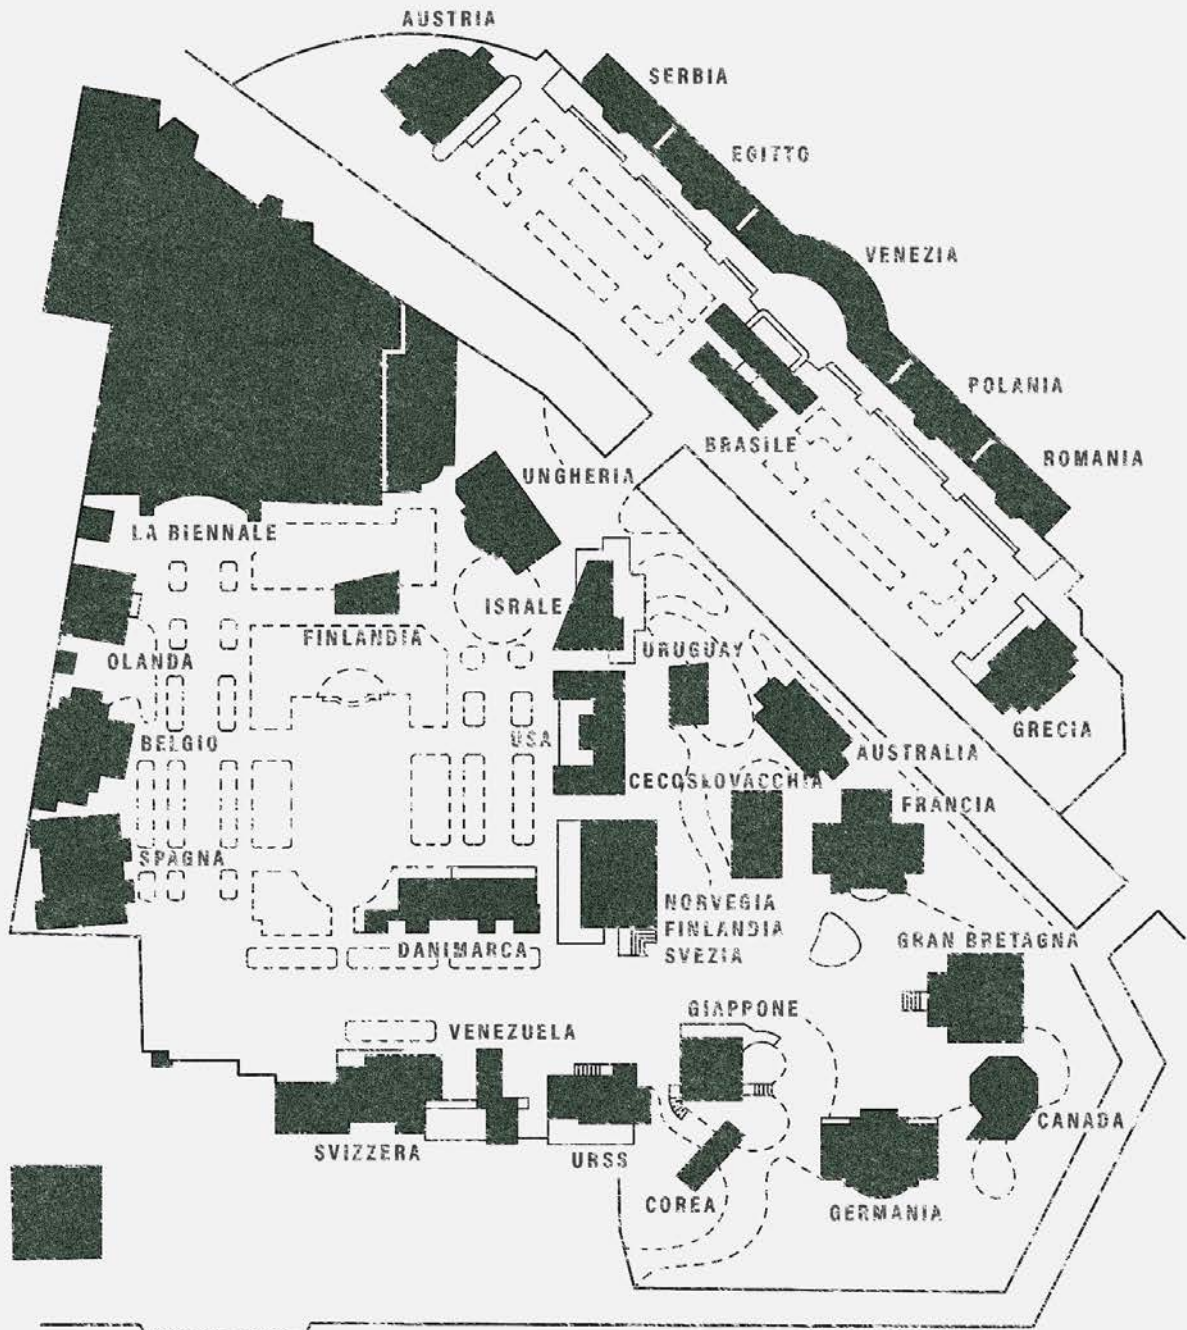 AUSTRIA
SERBIA
EGITTO
VENEZIA
POLANIA
ROMANIA
BRASILE
UNGHERIA
LA BIENNALE
ISRALE
FINLANDIA
URUGUAY
OLANDA
GRECIA
BELGIO
USA
AUSTRALIA
CECOSLOVACCHIA
FRANCIA
SPAGNA
NORVEGIA
FINLANDIA
SVEZIA
DANIMARCA
GRAN BRETAGNA
GIAPPONE
VENEZUELA
CANADA
SVIZZERA
URSS
COREA
GERMANIA